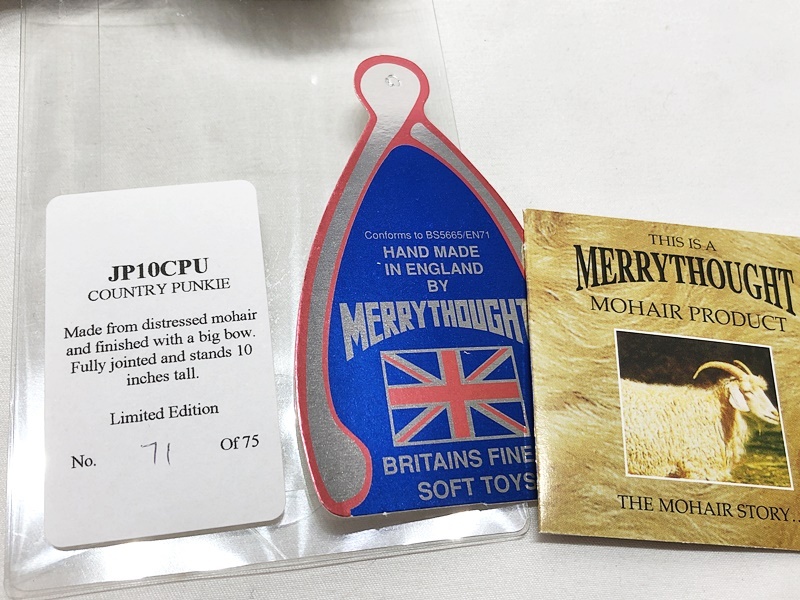 JP10CPU
COUNTRY PUNKIE
Made from distressed mohair
and finished with a big bow.
Fully jointed and stands 10
inches tall.
Limited Edition
No. 71 Of 75
Conforms to BS5665/EN71
HAND MADE
IN ENGLAND
BY
MERRYTHOUGHT
BRITAINS FINE
SOFT TOYS
THIS IS A
MERRYTHOUGHT
MOHAIR PRODUCT
THE MOHAIR STORY...